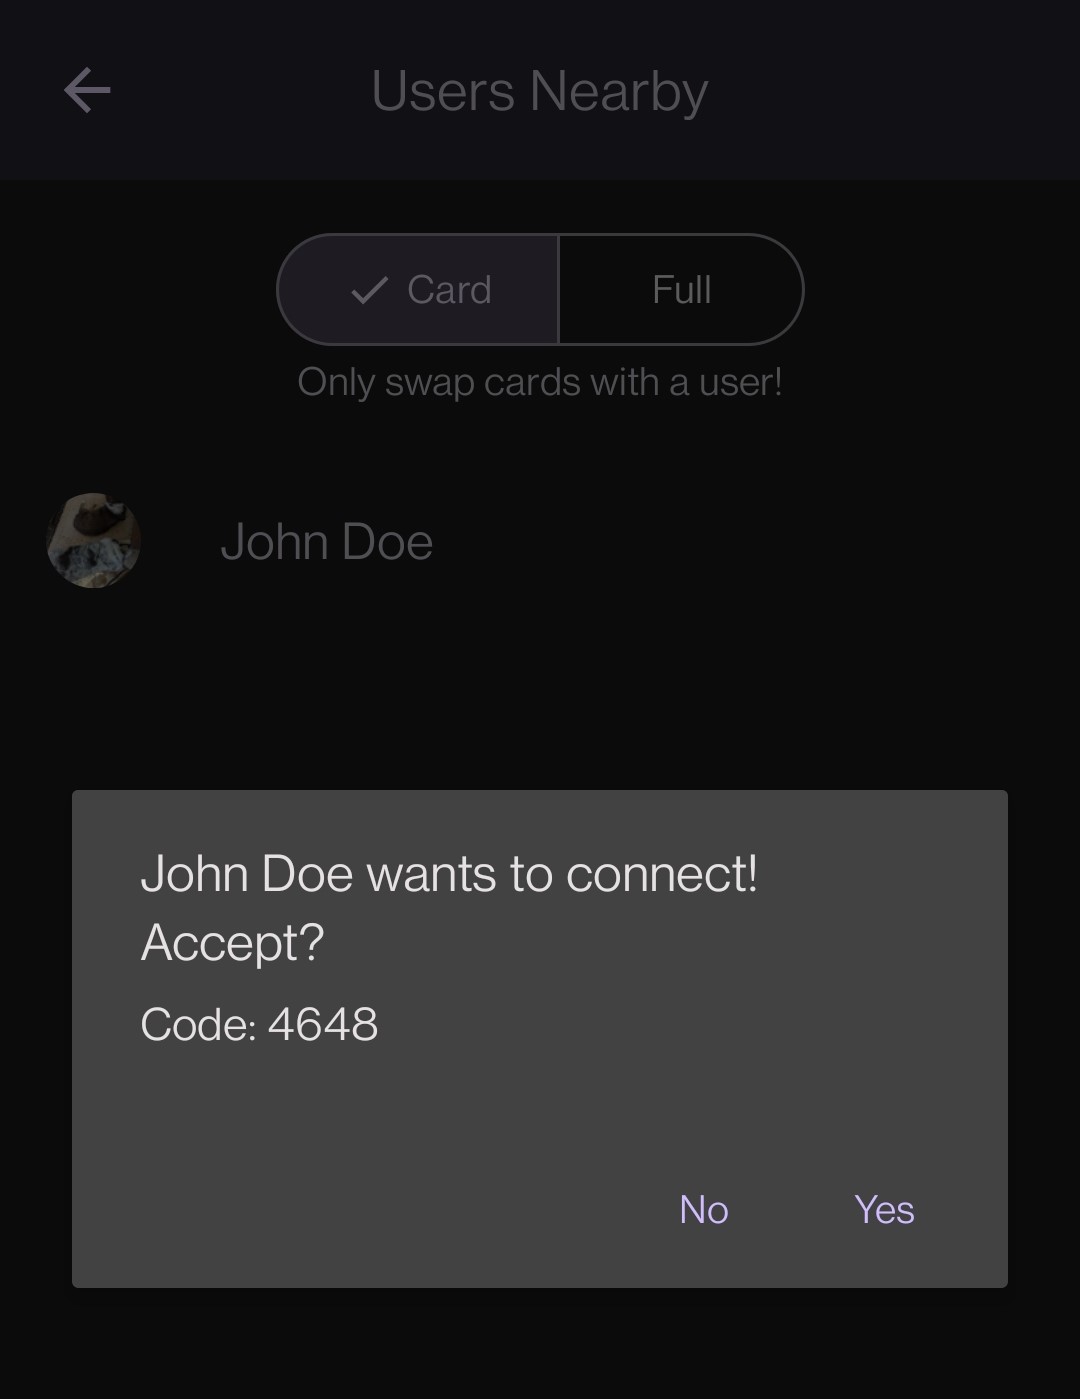 Users Nearby
Card
Full
Only swap cards with a user!
John Doe
John Doe wants to connect!
Accept?
Code: 4648
No
Yes